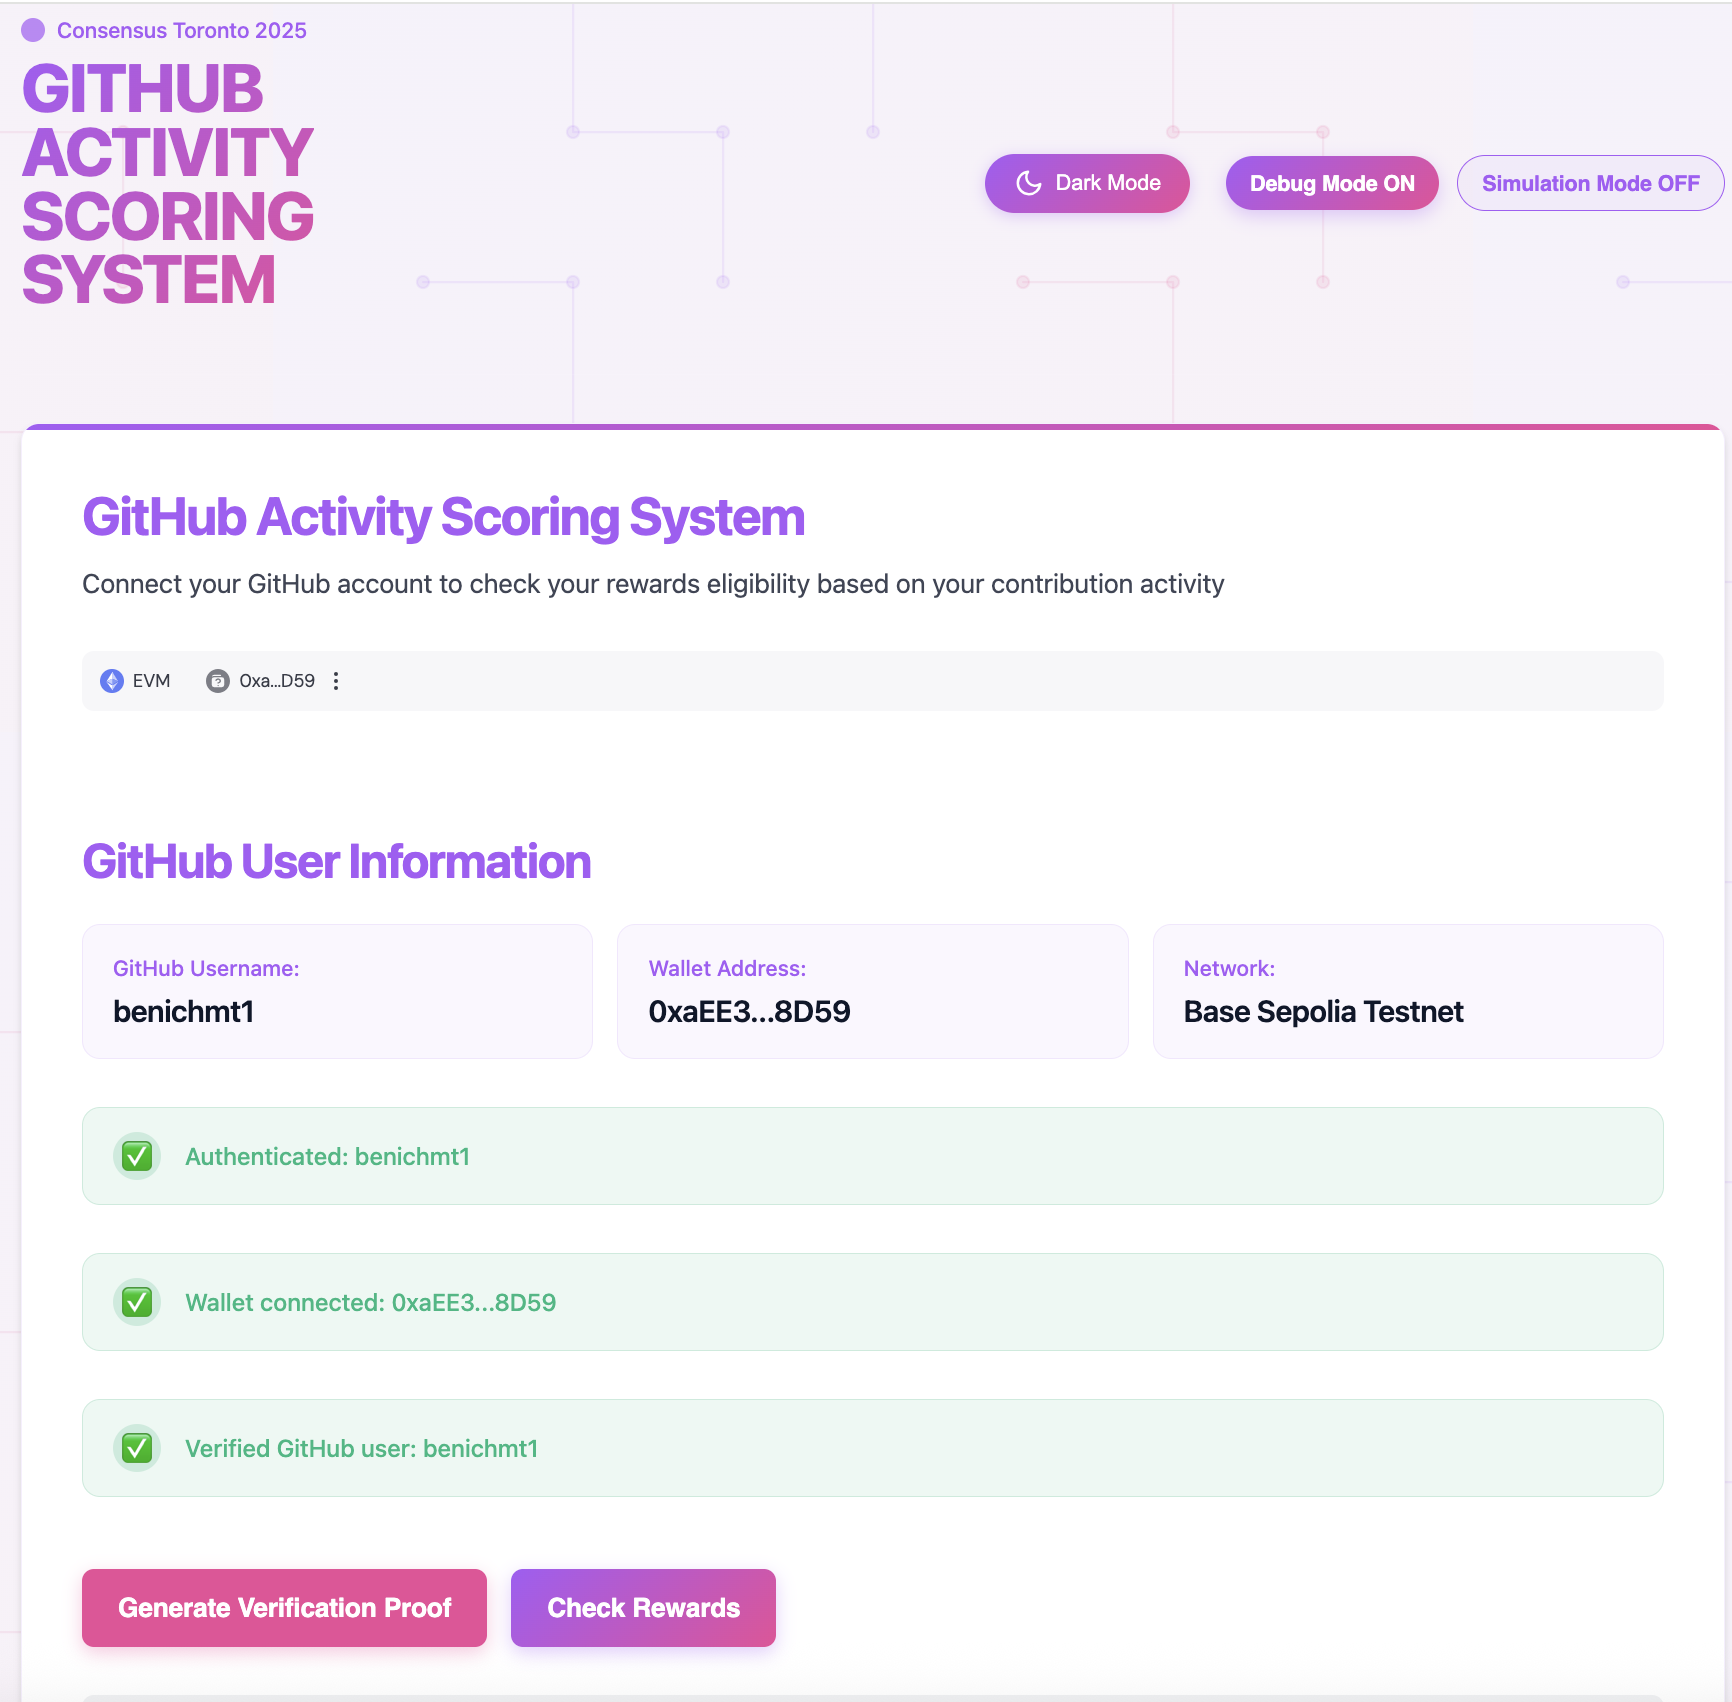 Consensus Toronto 2025
GITHUB
ACTIVITY
SCORING
SYSTEM
Dark Mode
Debug Mode ON
Simulation Mode OFF
GitHub Activity Scoring System
Connect your GitHub account to check your rewards eligibility based on your contribution activity
EVM
0xa...D59
GitHub User Information
GitHub Username:
benichmt1
Wallet Address:
0xaEE3...8D59
Network:
Base Sepolia Testnet
Authenticated: benichmt1
Wallet connected: 0xaEE3...8D59
Verified GitHub user: benichmt1
Generate Verification Proof
Check Rewards